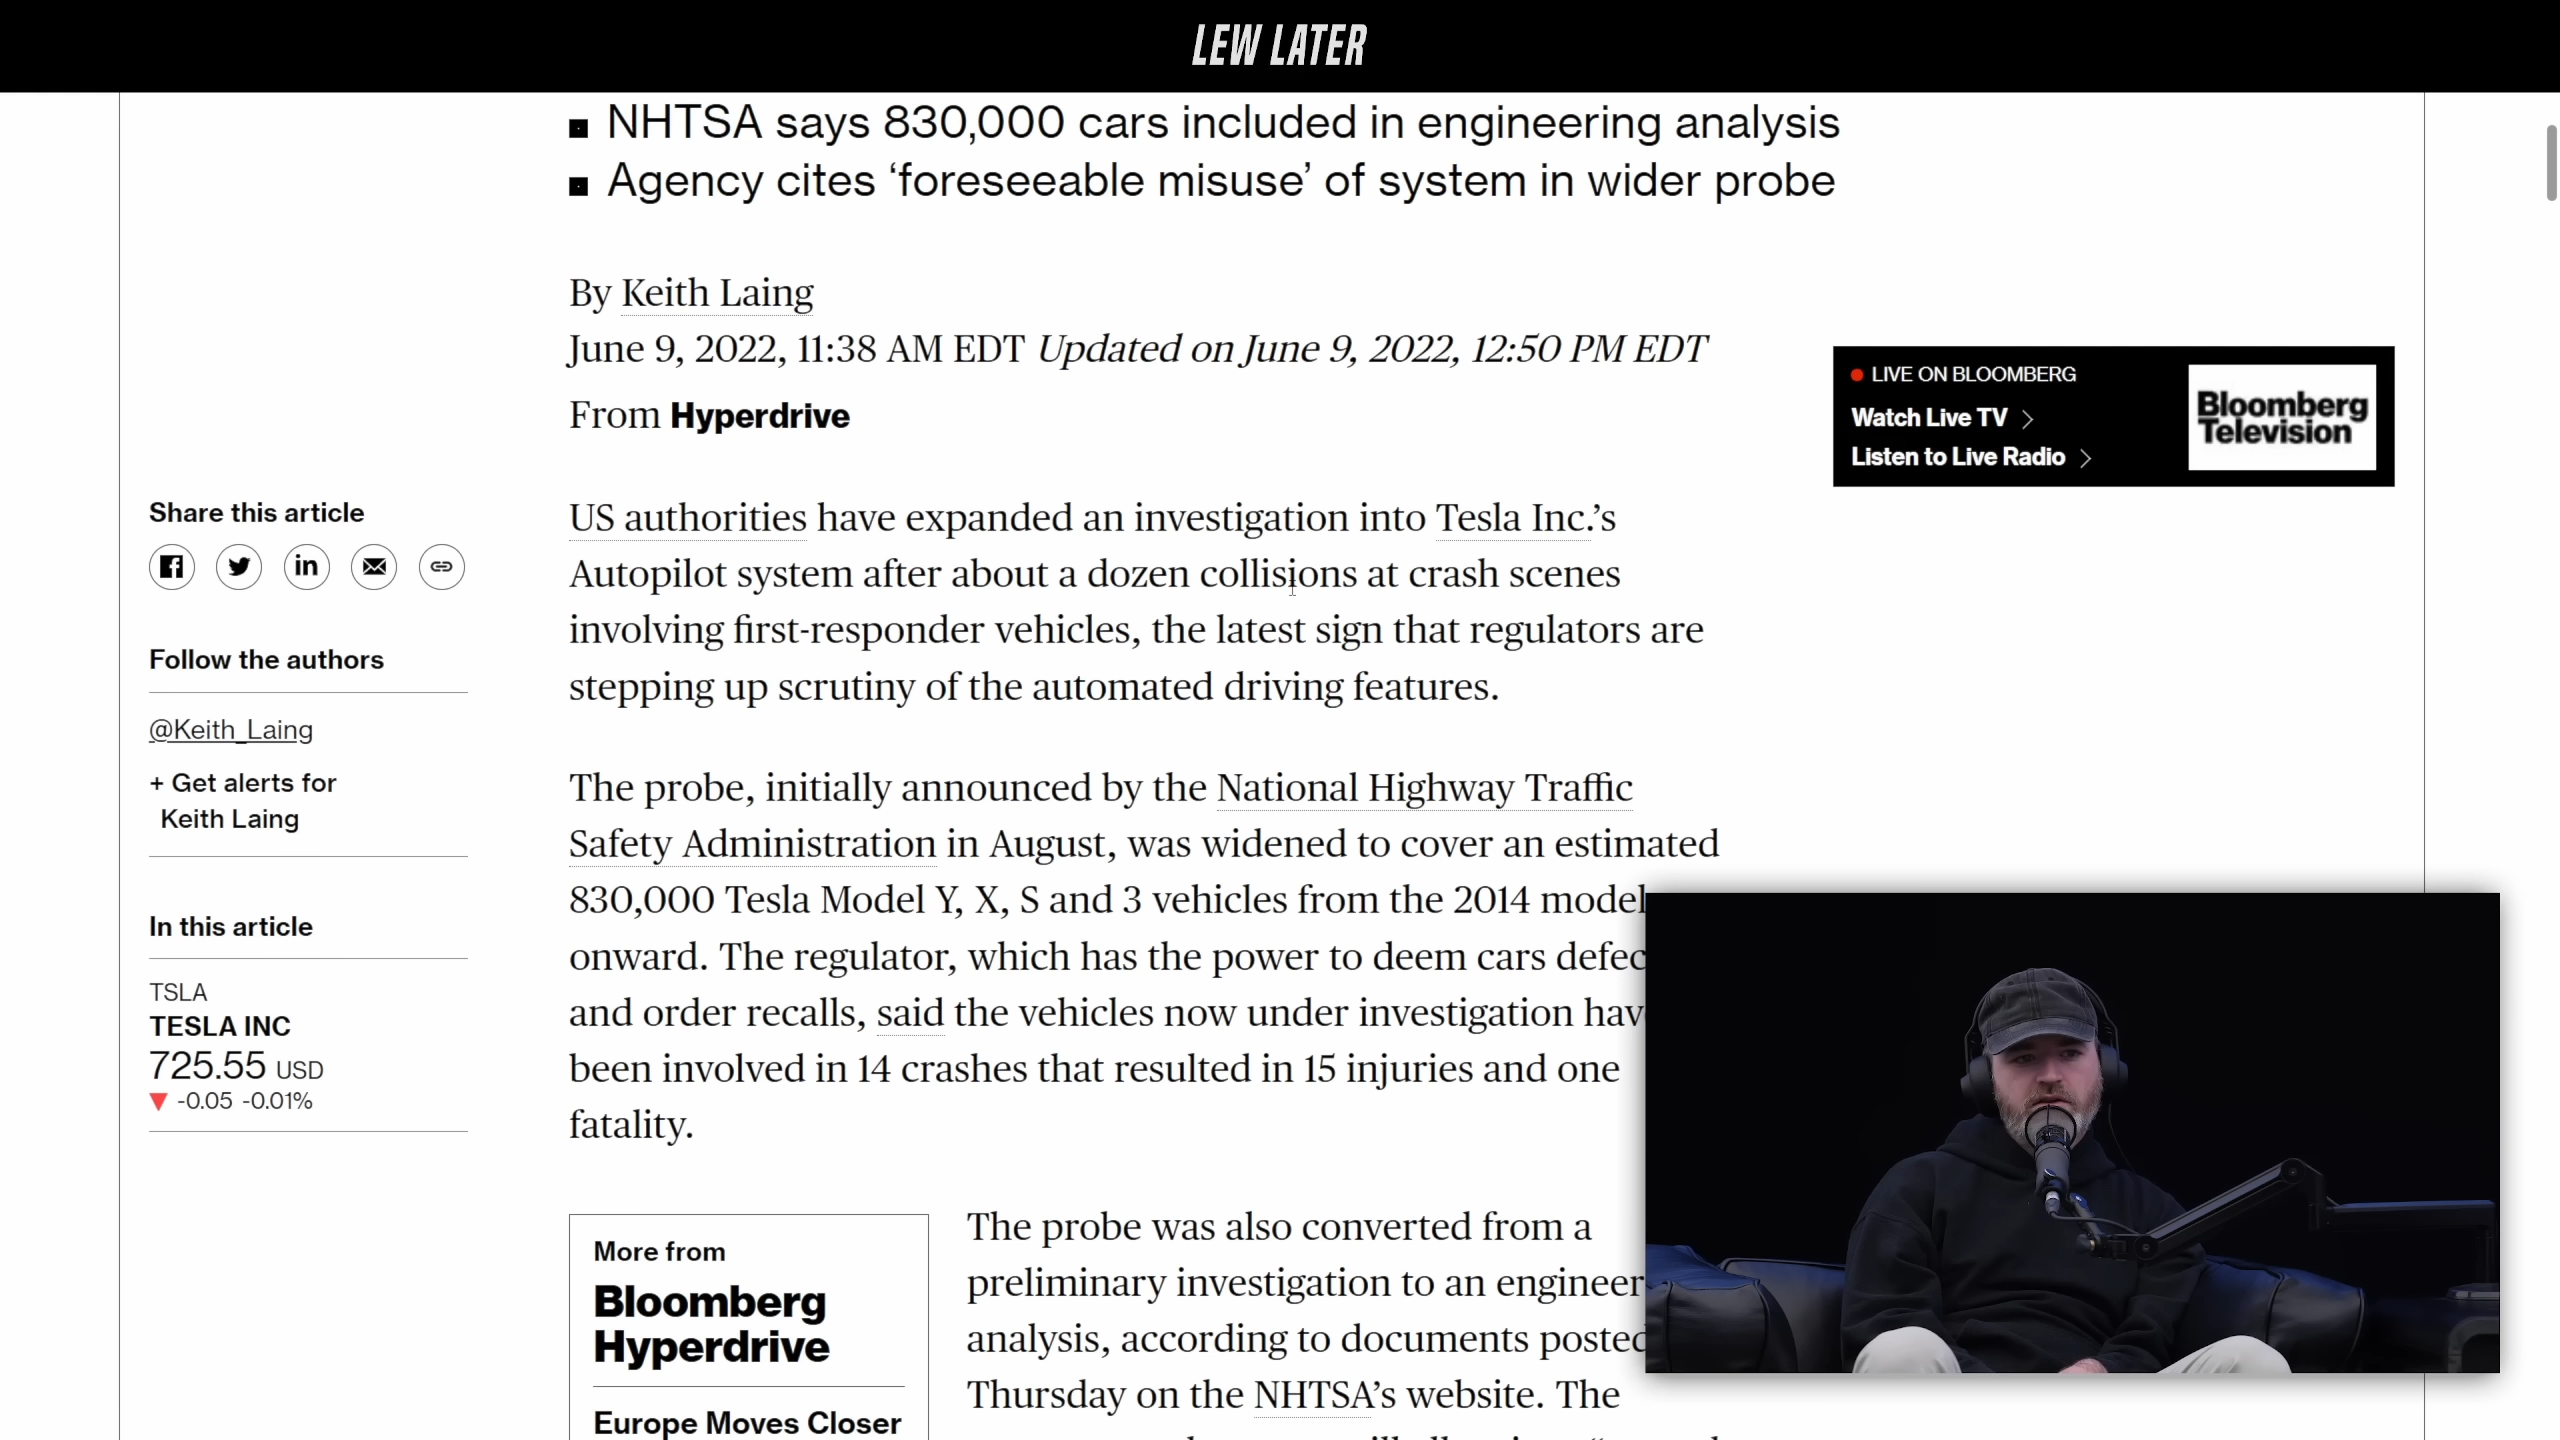 LEW LATER
NHTSA says 830,000 cars included in engineering analysis
Agency cites ‘foreseeable misuse’ of system in wider probe
By Keith Laing
June 9, 2022, 11:38 AM EDT Updated on June 9, 2022, 12:50 PM EDT
From Hyperdrive
LIVE ON BLOOMBERG
Watch Live TV
Listen to Live Radio
Bloomberg
Television
Share this article
Follow the authors
@Keith_Laing
+ Get alerts for
Keith Laing
In this article
TSLA
TESLA INC
725.55 USD
-0.05 -0.01%
US authorities have expanded an investigation into Tesla Inc.’s
Autopilot system after about a dozen collisions at crash scenes
involving first-responder vehicles, the latest sign that regulators are
stepping up scrutiny of the automated driving features.
The probe, initially announced by the National Highway Traffic
Safety Administration in August, was widened to cover an estimated
830,000 Tesla Model Y, X, S and 3 vehicles from the 2014 model
onward. The regulator, which has the power to deem cars
and order recalls, said the vehicles now under investigation
been involved in 14 crashes that resulted in 15 injuries and one
fatality.
More from
Bloomberg
Hyperdrive
Europe Moves Closer
The probe was also converted from a
preliminary investigation to an
analysis, according to documents posted
Thursday on the NHTSA’s website. The